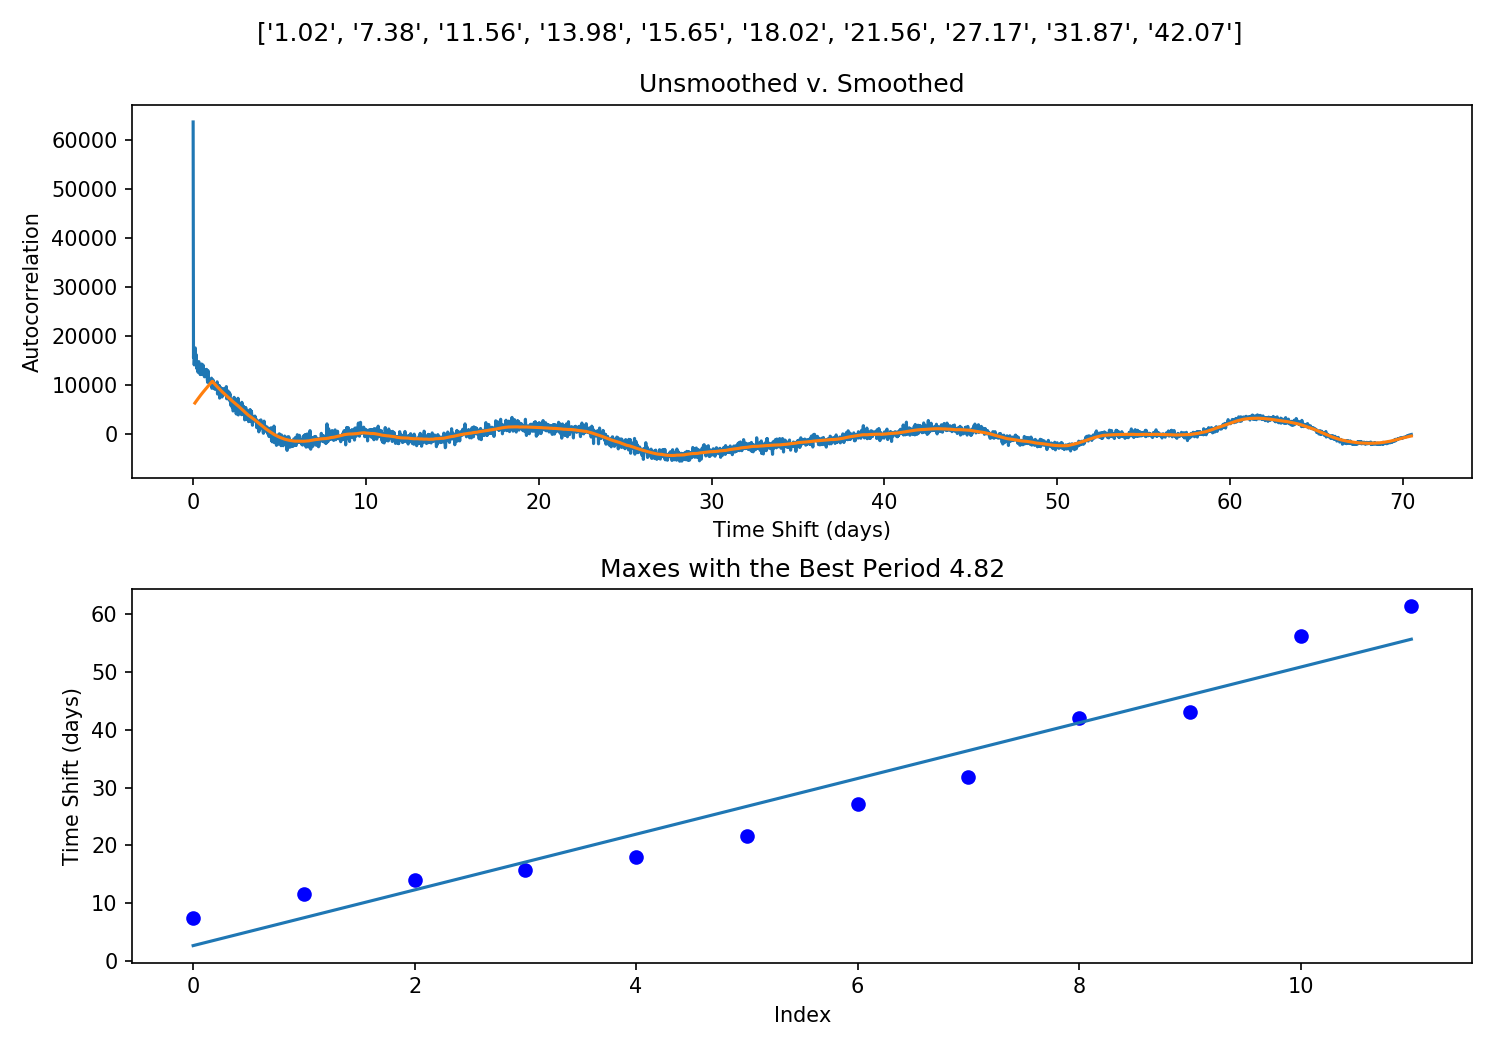 ['1.02', '7.38', '11.56', '13.98', '15.65', '18.02', '21.56', '27.17', '31.87', '42.07']
Unsmoothed v. Smoothed
Autocorrelation
60000
50000
40000
30000
20000
10000
0
0 10 20 30 40 50 60 70
Time Shift (days)
Maxes with the Best Period 4.82
Time Shift (days)
60
50
40
30
20
10
0
0 2 4 6 8 10
Index